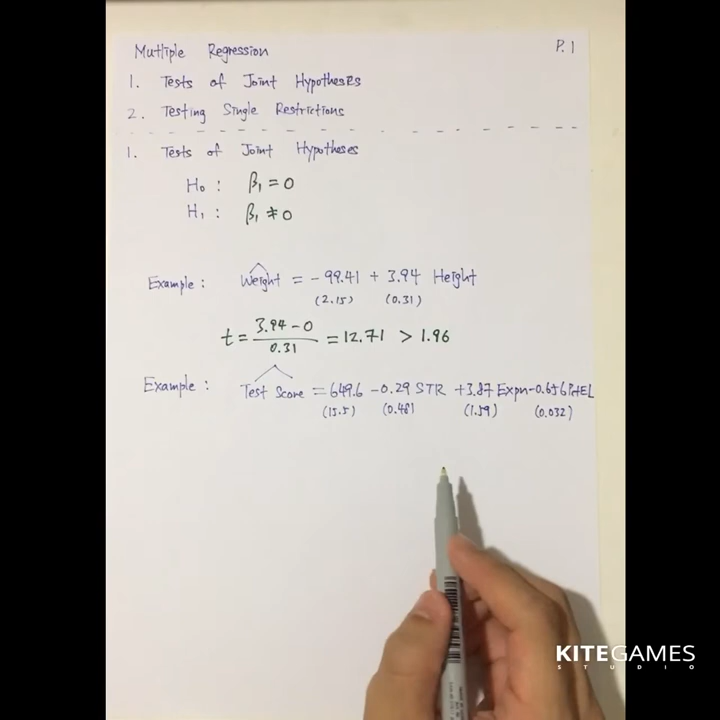 P.1
Multiple Regression
1. Tests of Joint Hypotheses
2. Testing Single Restrictions
1. Tests of Joint Hypotheses
H₀ : β₁ = 0
H₁ : β₁ ≠ 0
Example : Weight = -99.41 + 3.94 Height
(2.15) (0.31)
t = 3.94 - 0 / 0.31 = 12.71 > 1.96
Example : Test Score = 649.6 - 0.29 STR + 3.87 Expn - 0.656 PctEL
(15.5) (0.48) (1.59) (0.032)
KITEGAMES
STUDIO